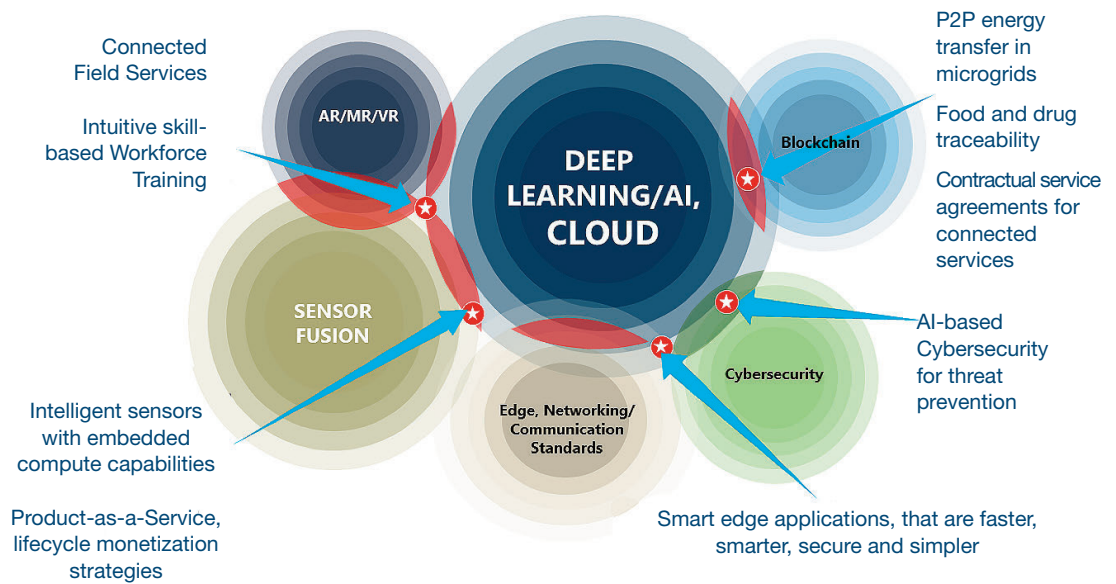 Connected
Field Services
Intuitive skill-
based Workforce
Training
AR/MR/VR
DEEP
LEARNING/AI,
CLOUD
Blockchain
P2P energy
transfer in
microgrids
Food and drug
traceability
Contractual service
agreements for
connected
services
SENSOR
FUSION
Cybersecurity
AI-based
Cybersecurity
for threat
prevention
Edge, Networking/
Communication
Standards
Intelligent sensors
with embedded
compute capabilities
Product-as-a-Service,
lifecycle monetization
strategies
Smart edge applications, that are faster,
smarter, secure and simpler